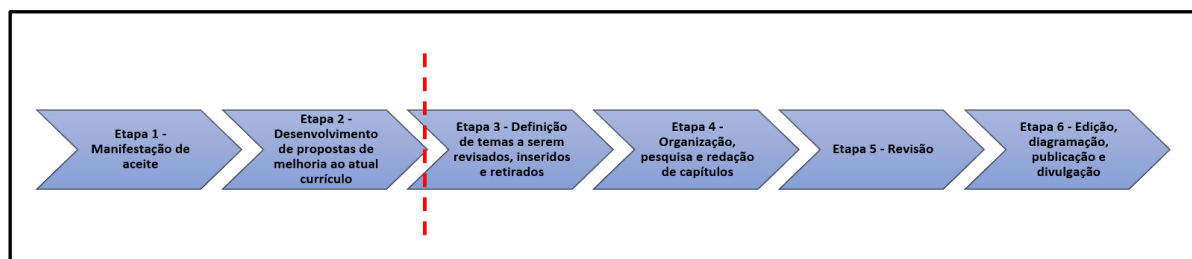 Etapa 1 -
Manifestação de
aceite
Etapa 2 -
Desenvolvimento
de propostas de
melhoria ao atual
currículo
Etapa 3 - Definição
de temas a serem
revisados, inseridos
e retirados
Etapa 4 -
Organização,
pesquisa e redação
de capítulos
Etapa 5 - Revisão
Etapa 6 - Edição,
diagramação,
publicação e
divulgação